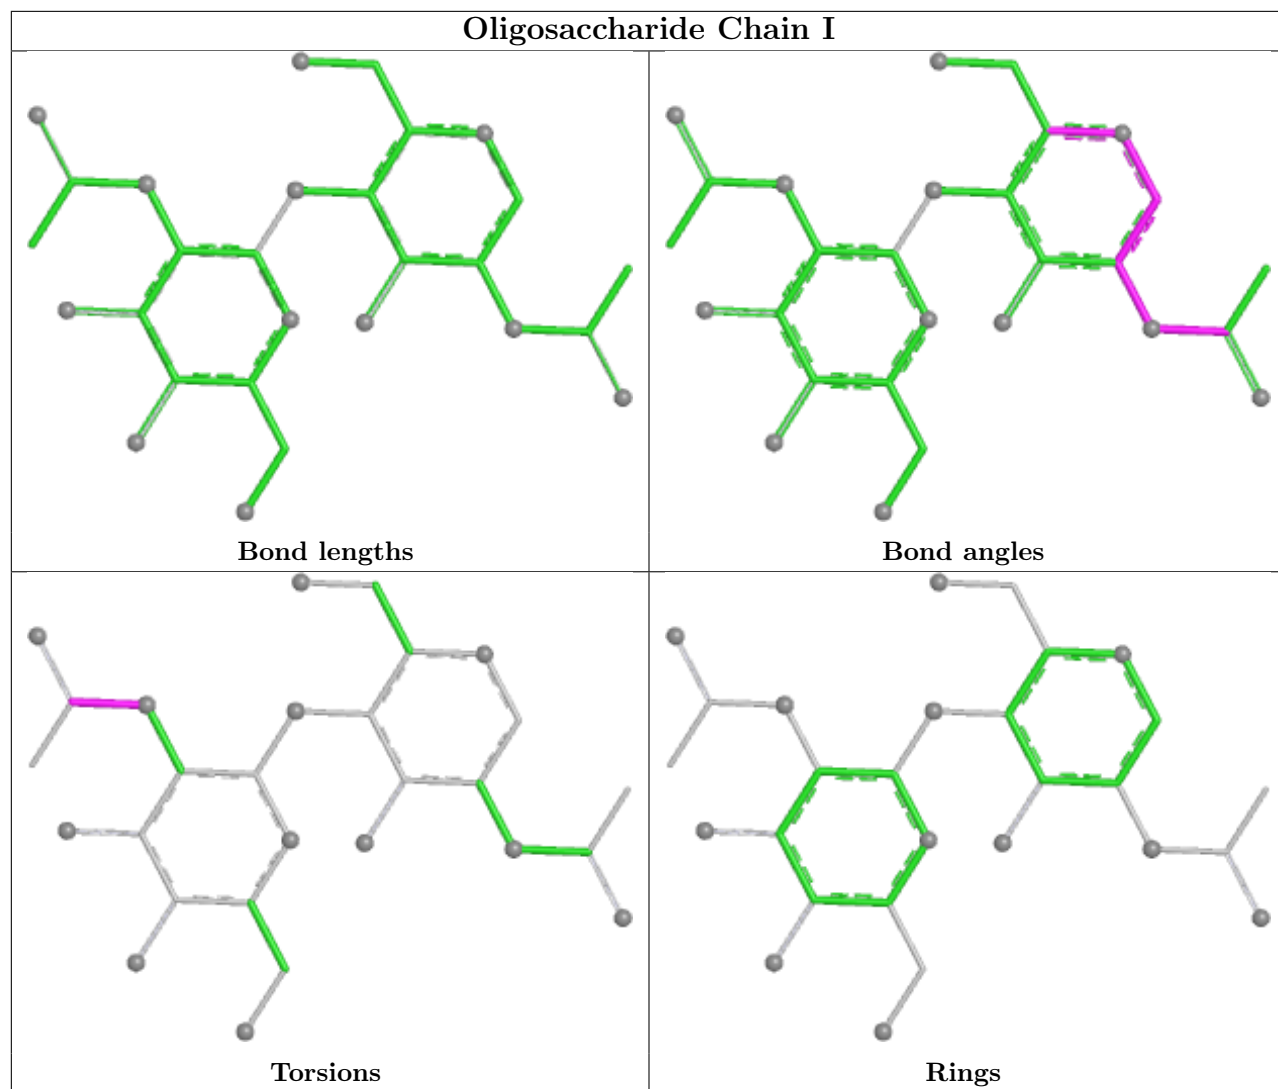 Oligosaccharide Chain I
Bond lengths
Bond angles
Torsions
Rings